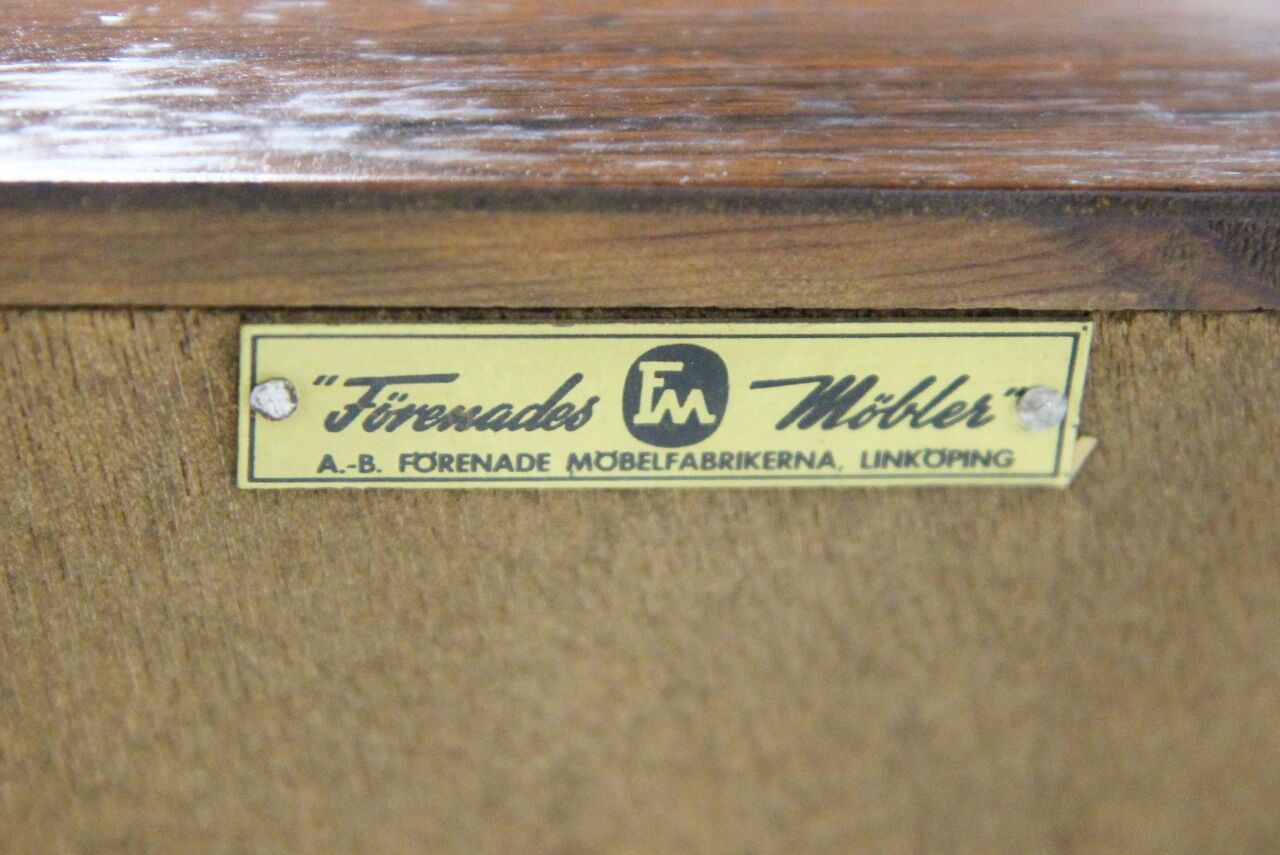 "Förenades FM Möbler"
A.-B. FÖRENADE MÖBELFABRIKERNA, LINKÖPING